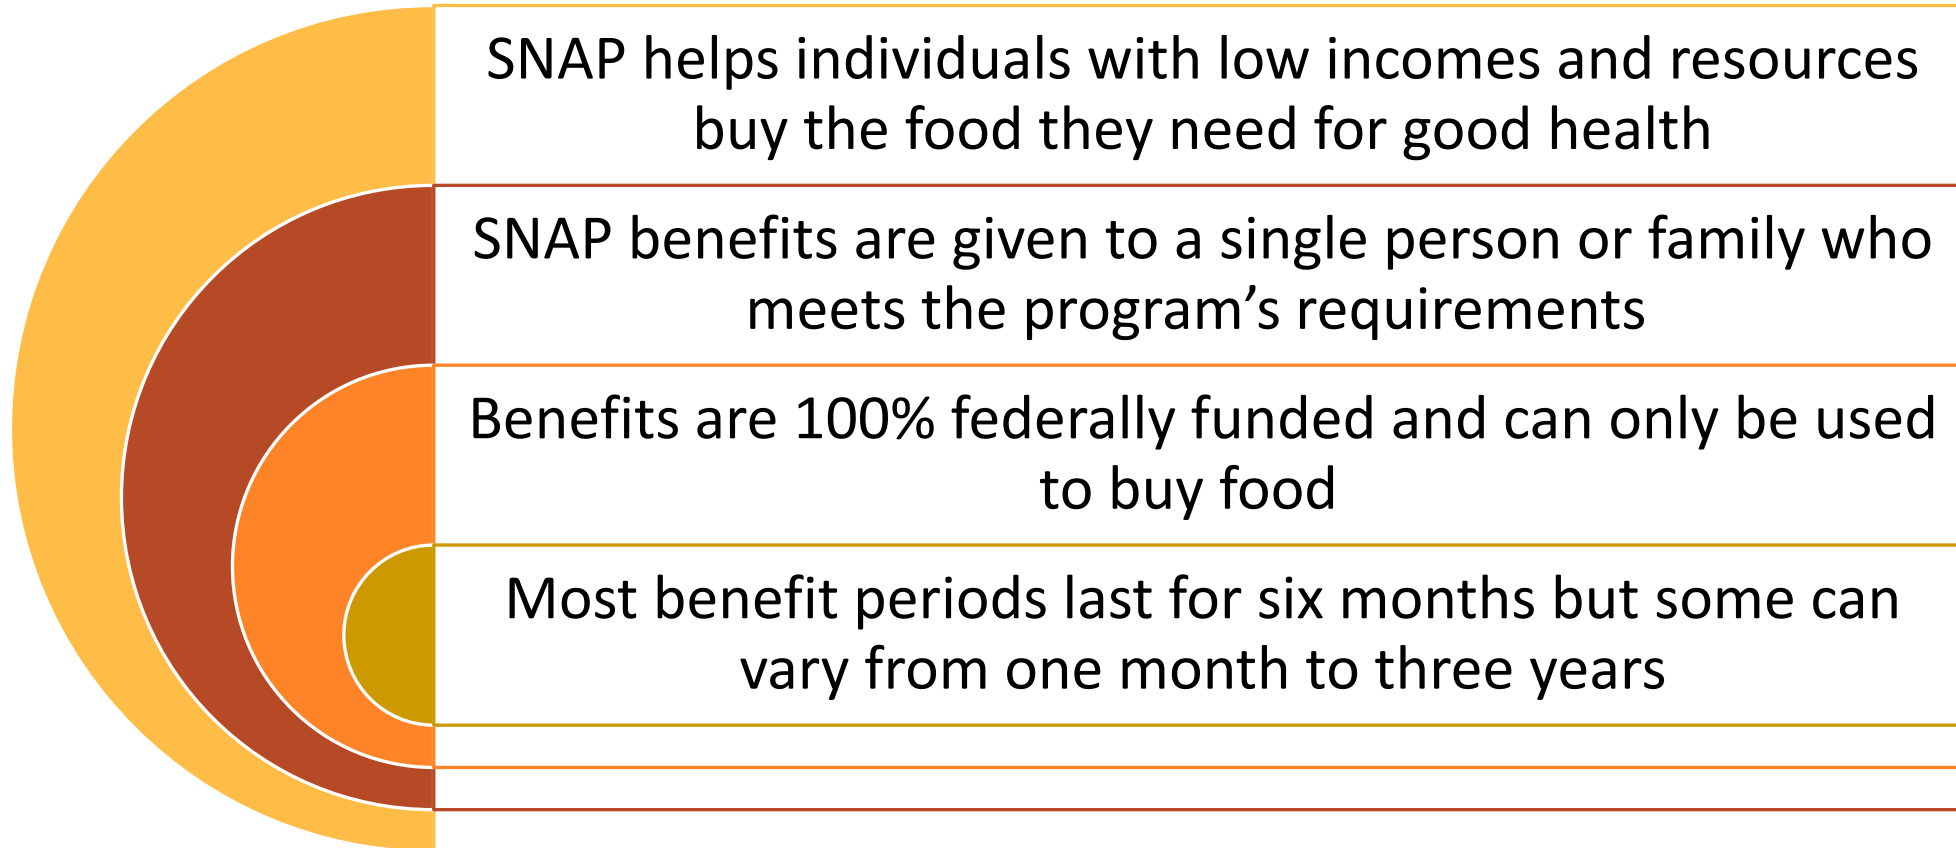 SNAP helps individuals with low incomes and resources
buy the food they need for good health
SNAP benefits are given to a single person or family who
meets the program’s requirements
Benefits are 100% federally funded and can only be used
to buy food
Most benefit periods last for six months but some can
vary from one month to three years